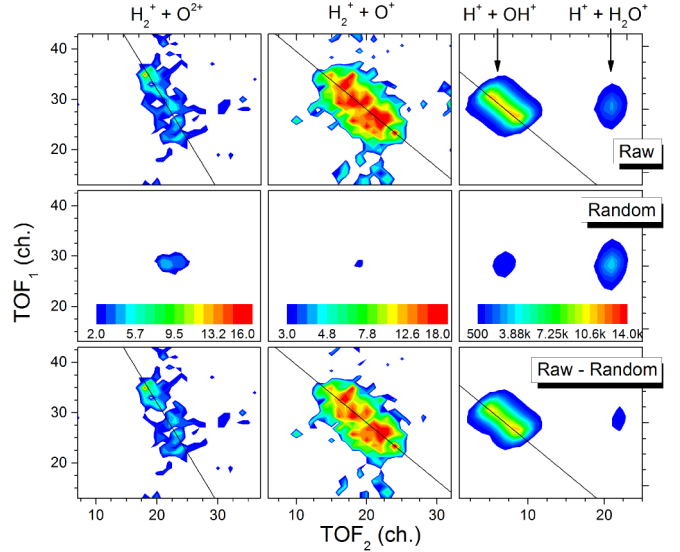 H₂⁺ + O²⁺ H₂⁺ + O⁺ H⁺ + OH⁺ H⁺ + H₂O⁺
40
30
20
Raw
40
30
20
Random
2.0 5.7 9.5 13.2 16.0
3.0 4.8 7.8 12.6 18.0
500 3.88k 7.25k 10.6k 14.0k
40
30
20
Raw - Random
10 20 30 10 20 30 5 10 15 20 25
TOF₁ (ch.)
TOF₂ (ch.)